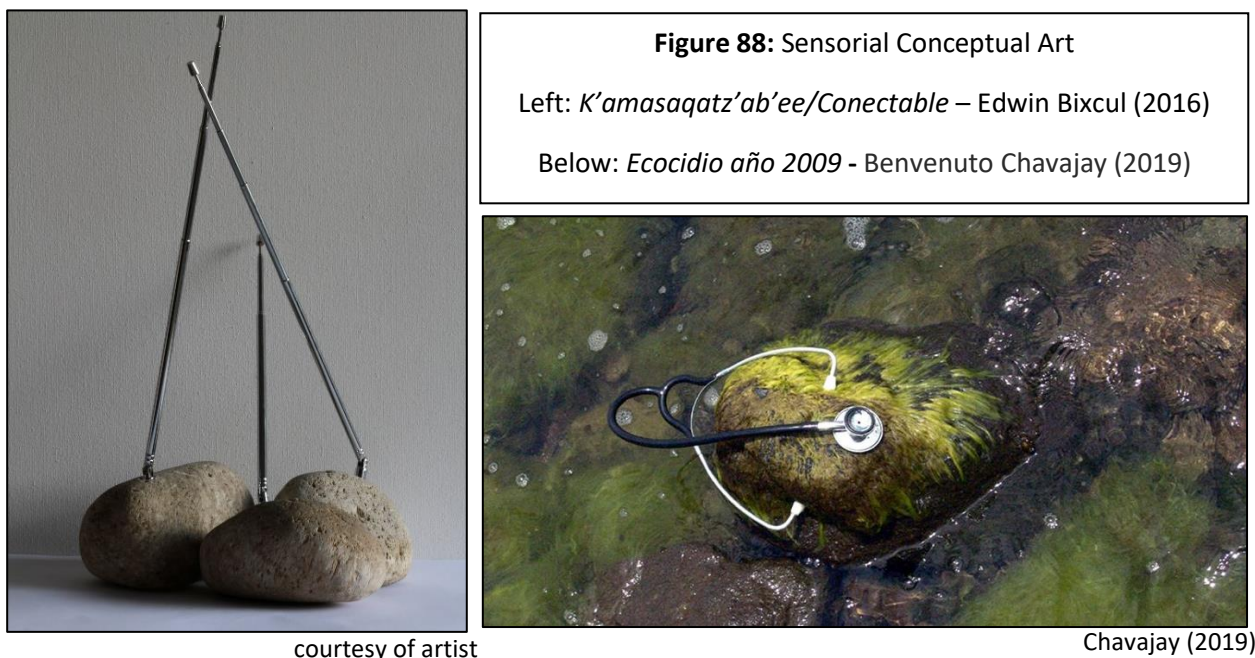 Figure 88: Sensorial Conceptual Art
Left: K’amasaqatz’ab’ee/Conectable – Edwin Bixcul (2016)
Below: Ecocidio año 2009 - Benvenuto Chavajay (2019)
courtesy of artist
Chavajay (2019)